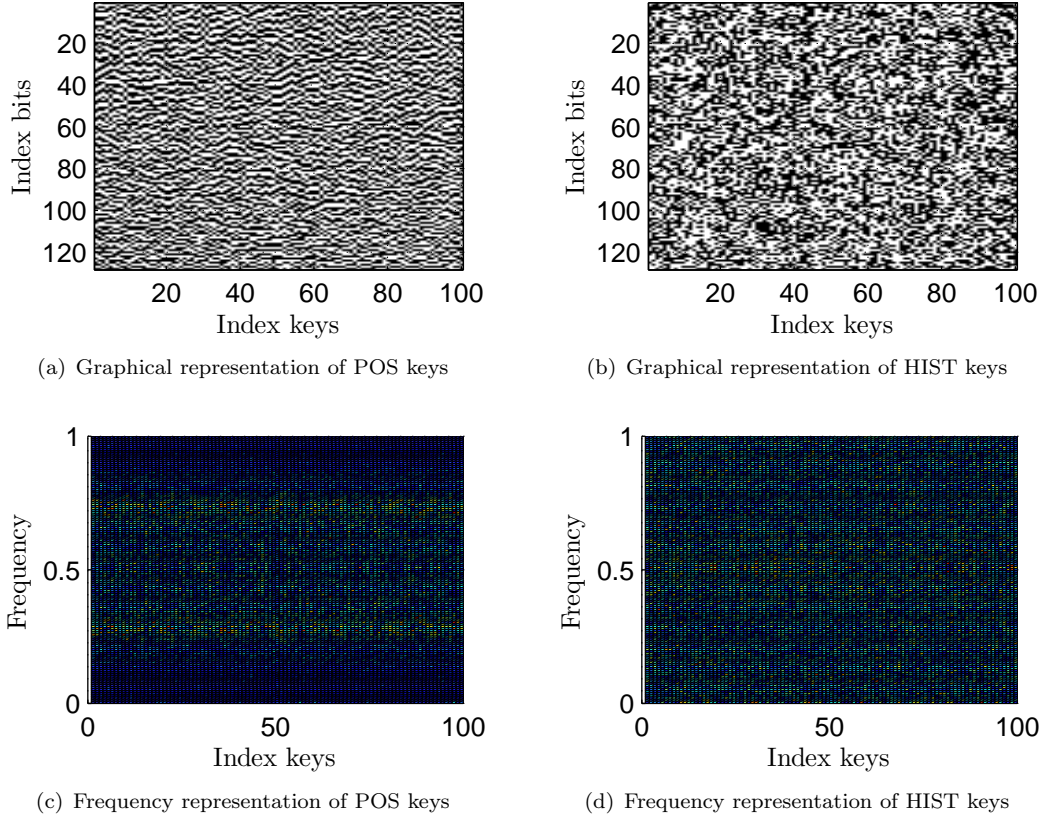 20
40
60
80
100
120
Index bits
20 40 60 80 100
Index keys
(a) Graphical representation of POS keys
20
40
60
80
100
120
Index bits
20 40 60 80 100
Index keys
(b) Graphical representation of HIST keys
1
0.5
0
Frequency
0 50 100
Index keys
(c) Frequency representation of POS keys
1
0.5
0
Frequency
0 50 100
Index keys
(d) Frequency representation of HIST keys